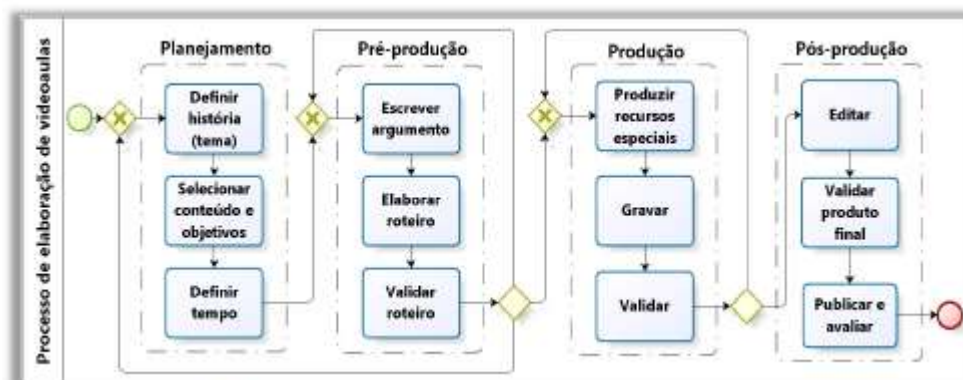 Processo de elaboração de videoaulas
Planejamento
Definir
história
(tema)
Selecionar
conteúdo e
objetivos
Definir
tempo
Pré-produção
Escrever
argumento
Elaborar
roteiro
Validar
roteiro
Produção
Produzir
recursos
especiais
Gravar
Validar
Pós-produção
Editar
Validar
produto
final
Publicar e
avaliar